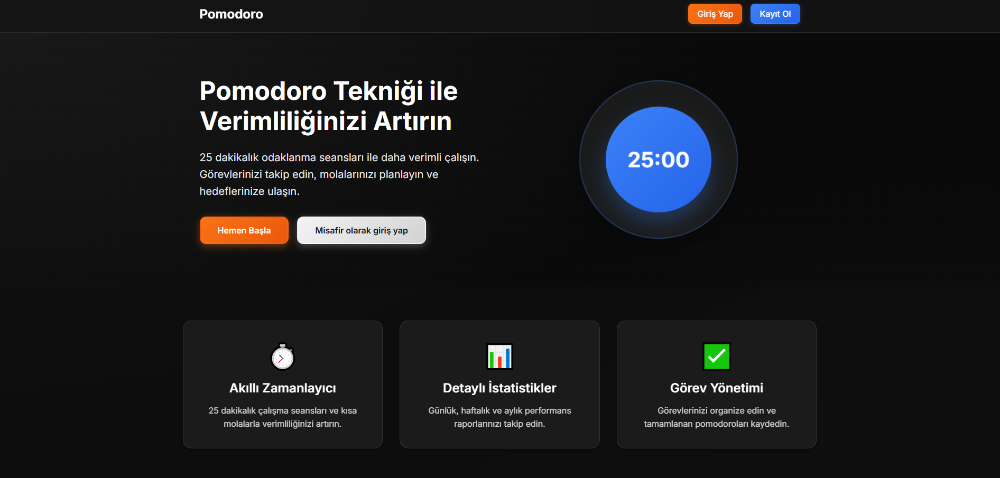 Pomodoro
Giriş Yap
Kayıt Ol
Pomodoro Tekniği ile
Verimliliğinizi Artırın
25 dakikalık odaklanma seansları ile daha verimli çalışın.
Görevlerinizi takip edin, molalarınızı planlayın ve
hedeflerinize ulaşın.
Hemen Başla
Misafir olarak giriş yap
25:00
Akıllı Zamanlayıcı
25 dakikalık çalışma seansları ve kısa
molalarla verimliliğinizi artırın.
Detaylı İstatistikler
Günlük, haftalık ve aylık performans
raporlarınızı takip edin.
Görev Yönetimi
Görevlerinizi organize edin ve
tamamlanan pomodoroları kaydedin.